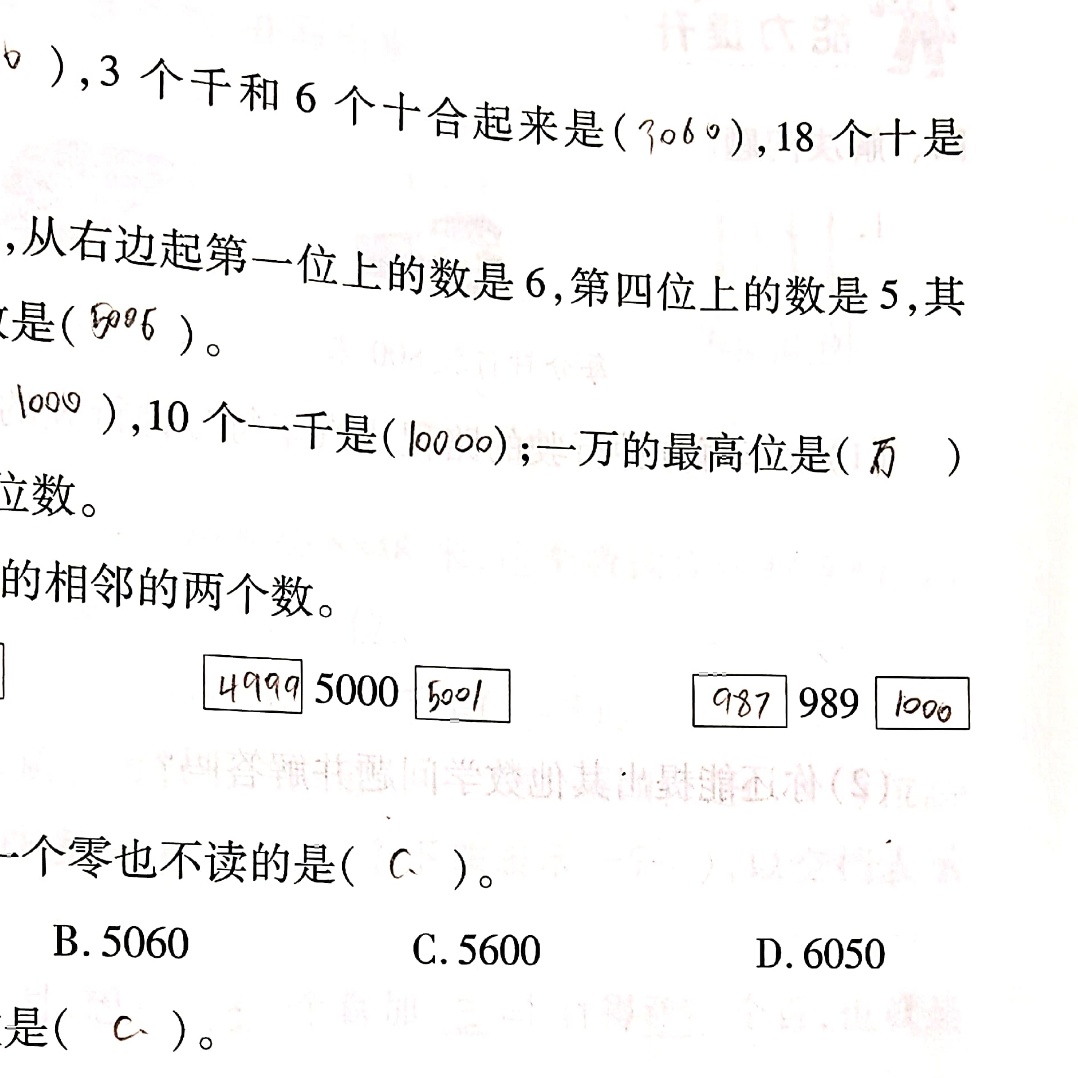 ),3 个千和 6 个十合起来是(3060),18 个十是
,从右边起第一位上的数是 6,第四位上的数是 5,其
是(5006)。
1000),10 个一千是(10000);一万的最高位是(万 )
位数。
的相邻的两个数。
4999 5000 5001 987 989 1000
一个零也不读的是( C. )。
B. 5060 C. 5600 D. 6050
是( C. )。